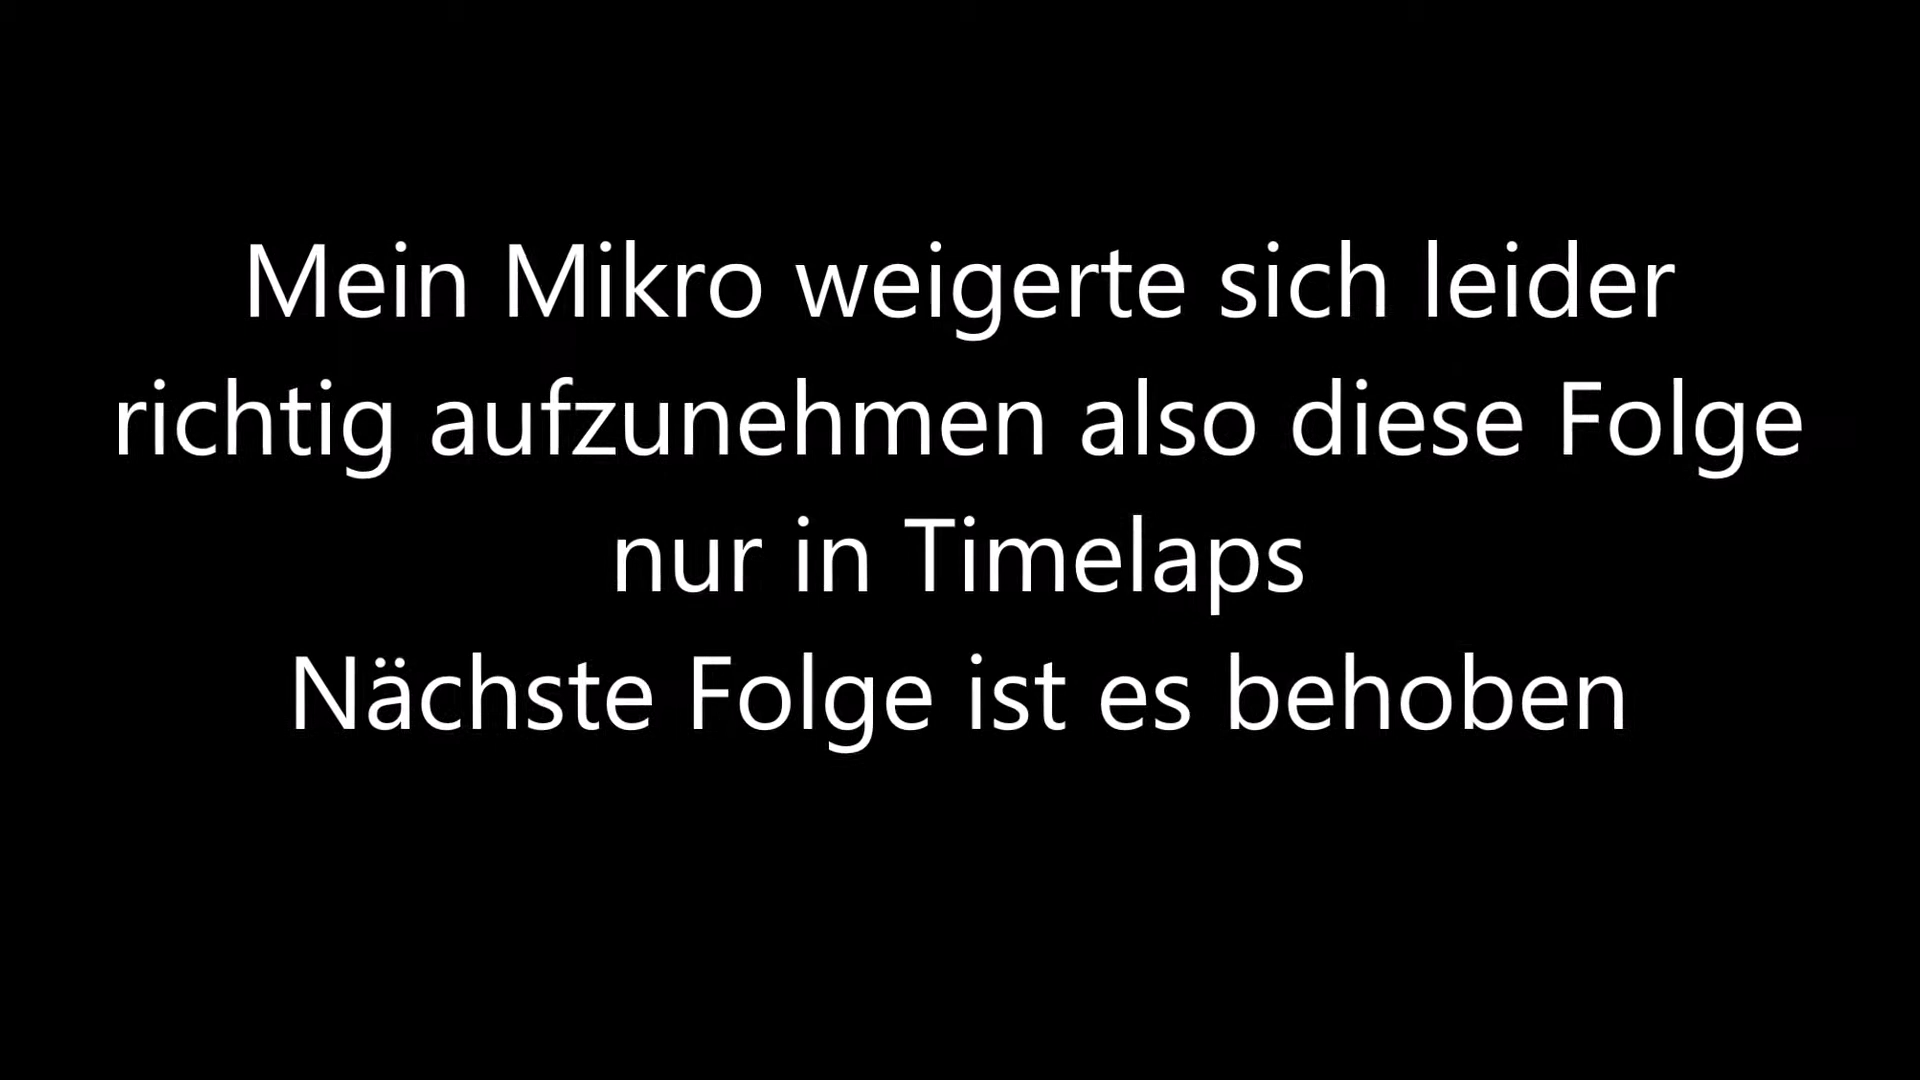 Mein Mikro weigerte sich leider
richtig aufzunehmen also diese Folge
nur in Timelaps
Nächste Folge ist es behoben